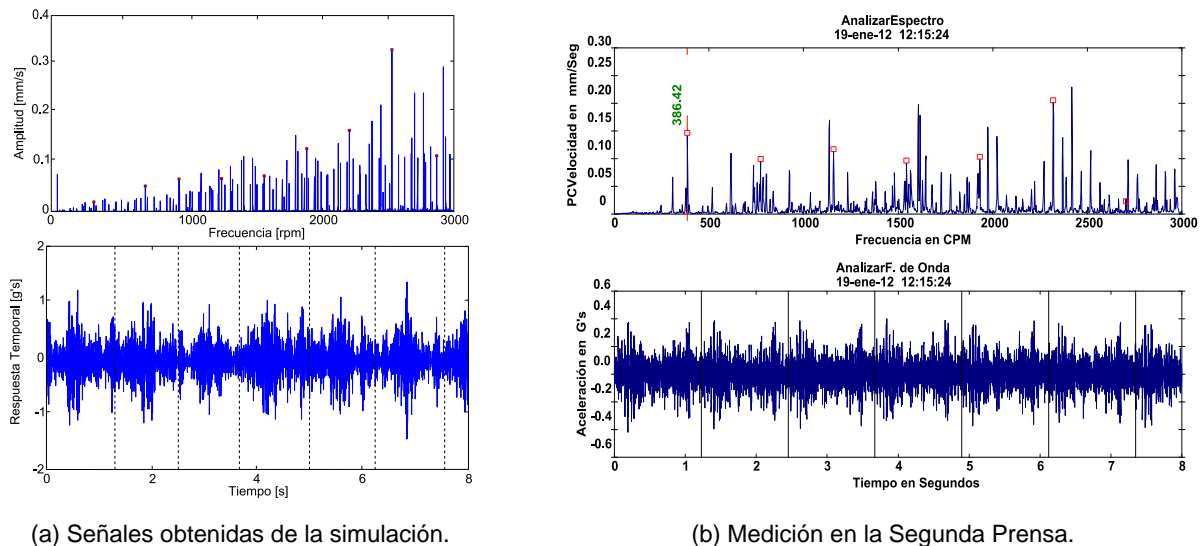 0.4
0.3
0.2
0.1
0
Amplitud [mm/s]
0 1000 2000 3000
Frecuencia [rpm]
2
1
0
-1
-2
Respuesta Temporal [g's]
0 2 4 6 8
Tiempo [s]
(a) Señales obtenidas de la simulación.
AnalizarEspectro
19-ene-12 12:15:24
0.30
0.25
0.20
0.15
0.10
0.05
0
PCVelocidad en mm/Seg
386.42
0 500 1000 1500 2000 2500 3000
Frecuencia en CPM
AnalizarF. de Onda
19-ene-12 12:15:24
0.6
0.4
0.2
0.0
-0.2
-0.4
-0.6
Aceleración en G's
0 1 2 3 4 5 6 7 8
Tiempo en Segundos
(b) Medición en la Segunda Prensa.